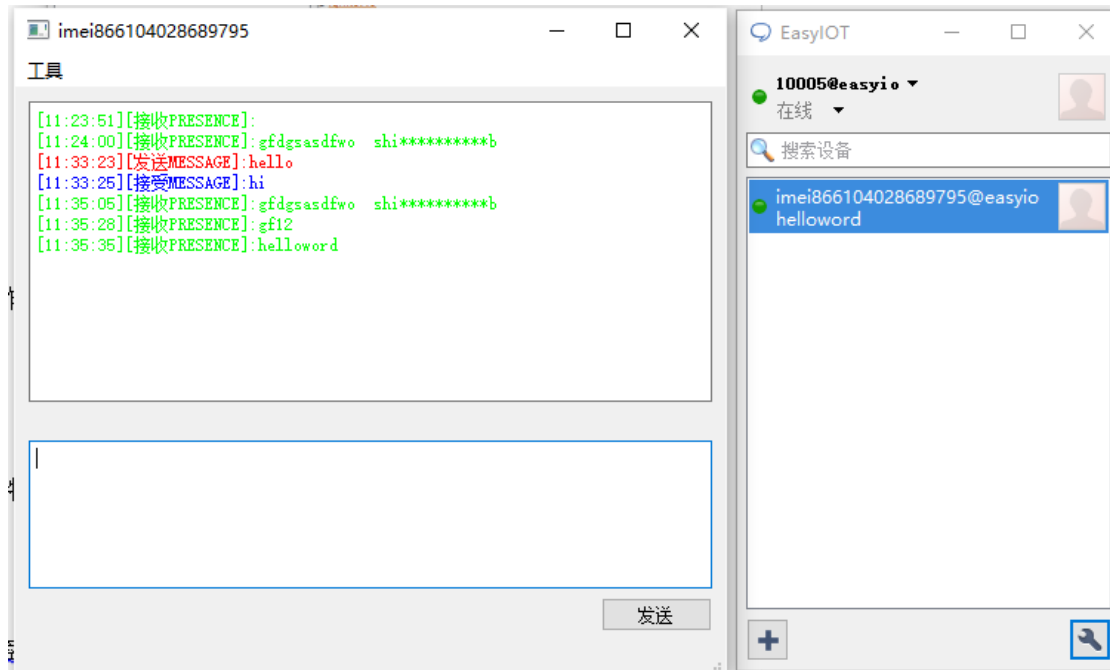 imei866104028689795
工具
[11:23:51][接收PRESENCE]:
[11:24:00][接收PRESENCE]:gfdgsasdfwo  shi**********b
[11:33:23][发送MESSAGE]:hello
[11:33:25][接受MESSAGE]:hi
[11:35:05][接收PRESENCE]:gfdgsasdfwo  shi**********b
[11:35:28][接收PRESENCE]:gf12
[11:35:35][接收PRESENCE]:helloword
发送
EasyIOT
10005@easyio
在线
搜索设备
imei866104028689795@easyio
helloword